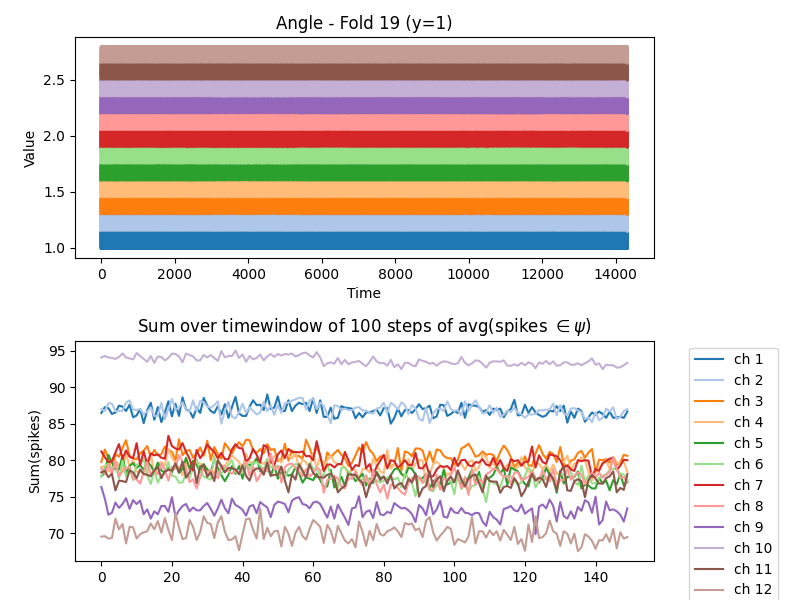 Angle - Fold 19 (y=1)
Value
2.5
2.0
1.5
1.0
0 2000 4000 6000 8000 10000 12000 14000
Time
Sum over timewindow of 100 steps of avg(spikes ∈ ψ)
Sum(spikes)
95
90
85
80
75
70
0 20 40 60 80 100 120 140
ch 1
ch 2
ch 3
ch 4
ch 5
ch 6
ch 7
ch 8
ch 9
ch 10
ch 11
ch 12